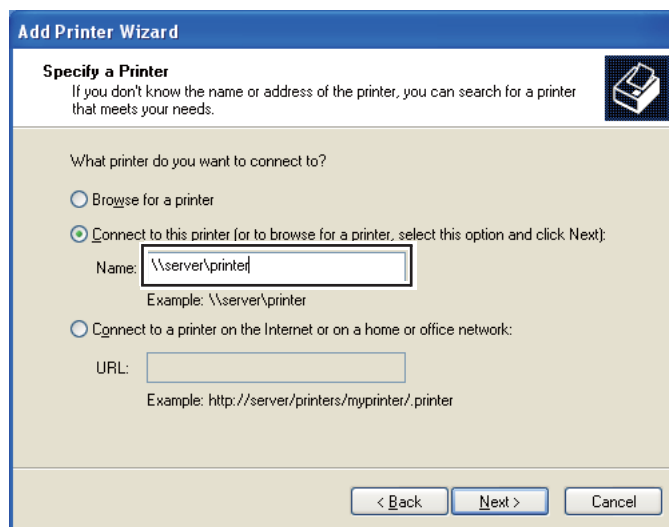 Add Printer Wizard
Specify a Printer
If you don't know the name or address of the printer, you can search for a printer
that meets your needs.
What printer do you want to connect to?
Browse for a printer
Connect to this printer (or to browse for a printer, select this option and click Next):
Name: \\server\printer
Example: \\server\printer
Connect to a printer on the Internet or on a home or office network:
URL:
Example: http://server/printers/myprinter/.printer
< Back Next > Cancel